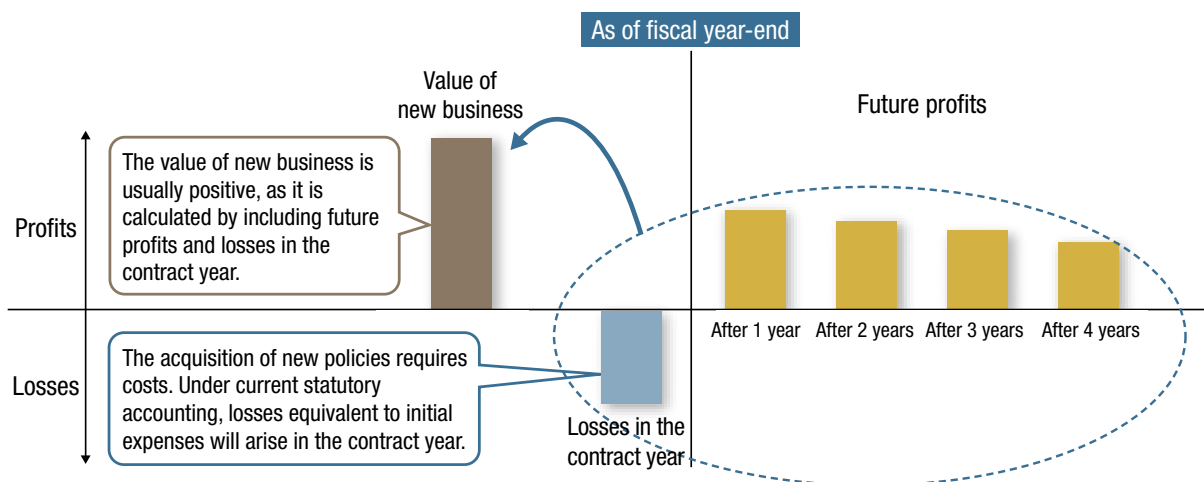 As of fiscal year-end
Value of
new business
Future profits
The value of new business is
usually positive, as it is
calculated by including future
profits and losses in the
contract year.
Profits
After 1 year
After 2 years
After 3 years
After 4 years
The acquisition of new policies requires
costs. Under current statutory
accounting, losses equivalent to initial
expenses will arise in the contract year.
Losses
Losses in the
contract year